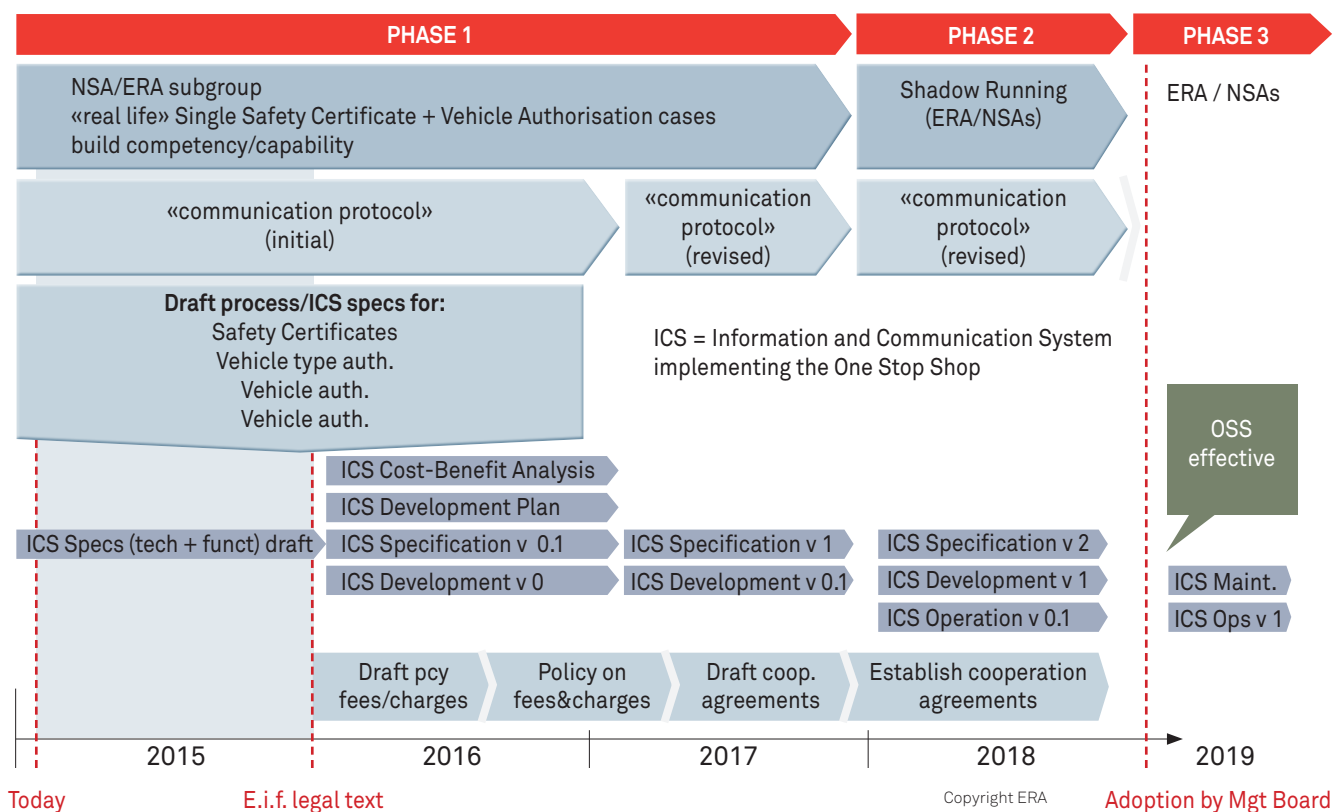 PHASE 1
PHASE 2
PHASE 3
NSA/ERA subgroup
«real life» Single Safety Certificate + Vehicle Authorisation cases
build competency/capability
Shadow Running
(ERA/NSAs)
ERA / NSAs
«communication protocol»
(initial)
«communication
protocol»
(revised)
«communication
protocol»
(revised)
Draft process/ICS specs for:
Safety Certificates
Vehicle type auth.
Vehicle auth.
Vehicle auth.
ICS = Information and Communication System
implementing the One Stop Shop
OSS
effective
ICS Cost-Benefit Analysis
ICS Development Plan
ICS Specs (tech + funct) draft
ICS Specification v 0.1
ICS Specification v 1
ICS Specification v 2
ICS Development v 0
ICS Development v 0.1
ICS Development v 1
ICS Maint.
ICS Operation v 0.1
ICS Ops v 1
Draft pcy
fees/charges
Policy on
fees&charges
Draft coop.
agreements
Establish cooperation
agreements
2015
2016
2017
2018
2019
Today
E.i.f. legal text
Copyright ERA
Adoption by Mgt Board